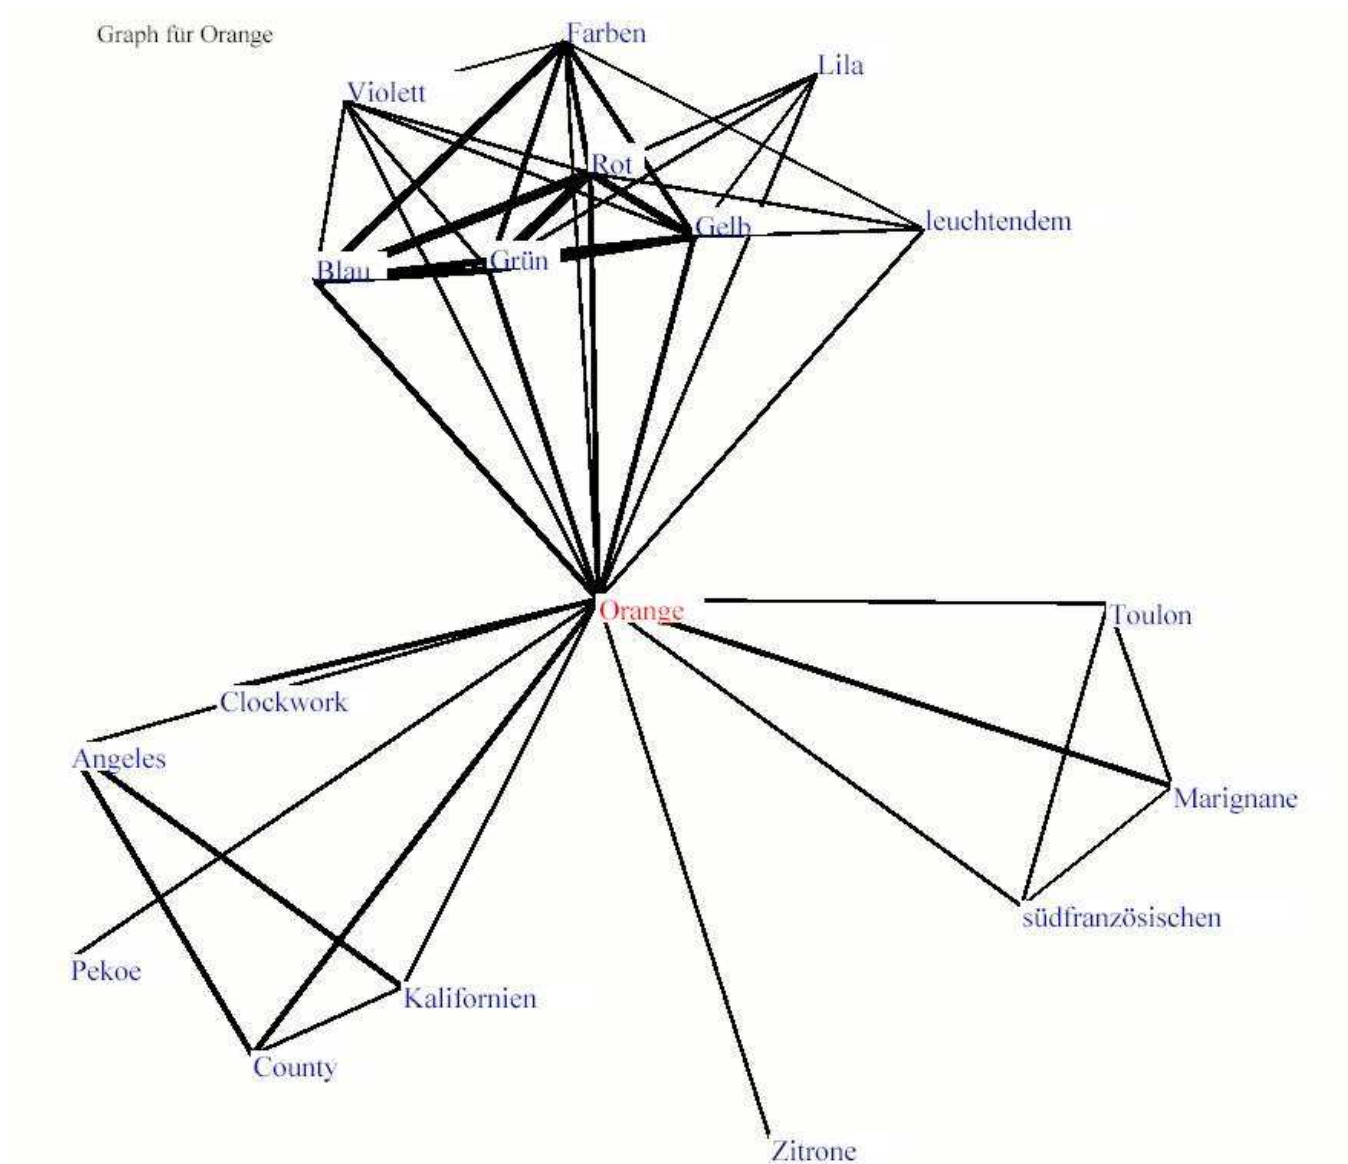 Graph für Orange
Farben
Lila
Violett
Rot
leuchtendem
Gelb
Grün
Blau
Orange
Toulon
Clockwork
Angeles
Marignane
südfranzösischen
Pekoe
Kalifornien
County
Zitrone